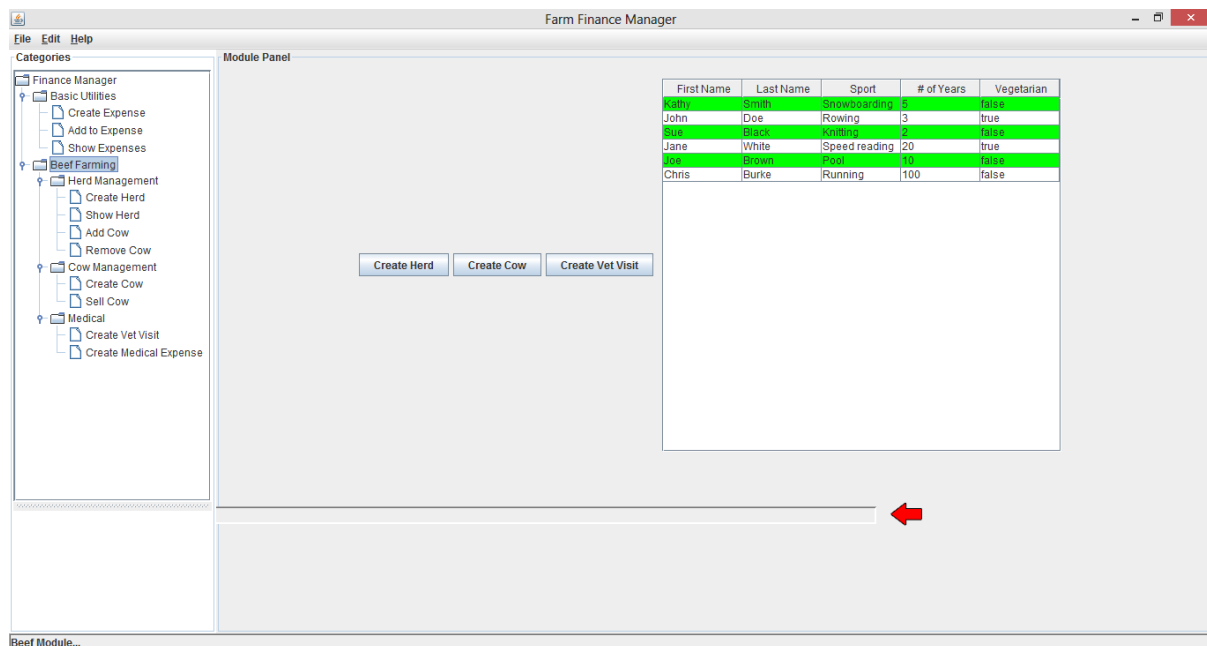 Farm Finance Manager
File Edit Help
Categories
Finance Manager
Basic Utilities
Create Expense
Add to Expense
Show Expenses
Beef Farming
Herd Management
Create Herd
Show Herd
Add Cow
Remove Cow
Cow Management
Create Cow
Sell Cow
Medical
Create Vet Visit
Create Medical Expense
Module Panel
Create Herd Create Cow Create Vet Visit
First Name Last Name Sport # of Years Vegetarian
Kathy Smith Snowboarding 5 false
John Doe Rowing 3 true
Sue Black Knitting 2 false
Jane White Speed reading 20 true
Joe Brown Pool 10 false
Chris Burke Running 100 false
Beef Module...